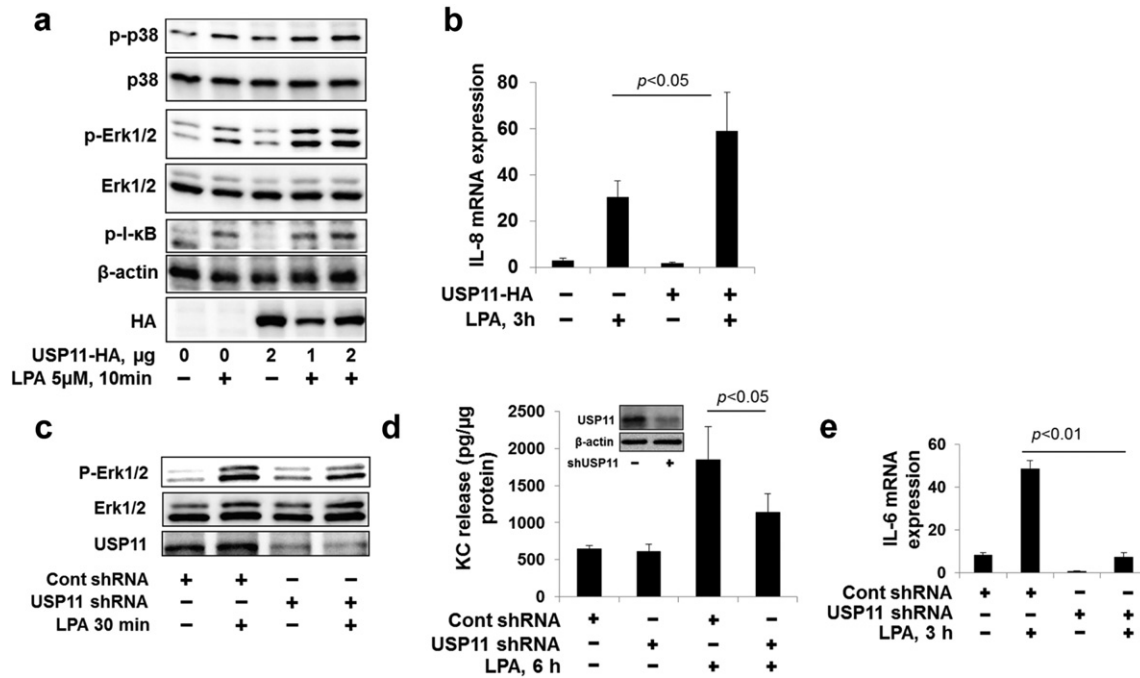 a
p-p38
p38
p-Erk1/2
Erk1/2
p-I-κB
β-actin
HA
USP11-HA, μg 0 0 2 1 2
LPA 5μM, 10min − + − + +
b
IL-8 mRNA expression
80
60
40
20
0
p<0.05
USP11-HA − − + +
LPA, 3h − + − +
c
P-Erk1/2
Erk1/2
USP11
Cont shRNA + + − −
USP11 shRNA − − + +
LPA 30 min − + − +
d
KC release (pg/μg
protein)
2500
2000
1500
1000
500
0
USP11
β-actin
shUSP11 − +
p<0.05
Cont shRNA + − + −
USP11 shRNA − + − +
LPA, 6 h − − + +
e
IL-6 mRNA
expression
60
40
20
0
p<0.01
Cont shRNA + + − −
USP11 shRNA − − + +
LPA, 3 h − + − +